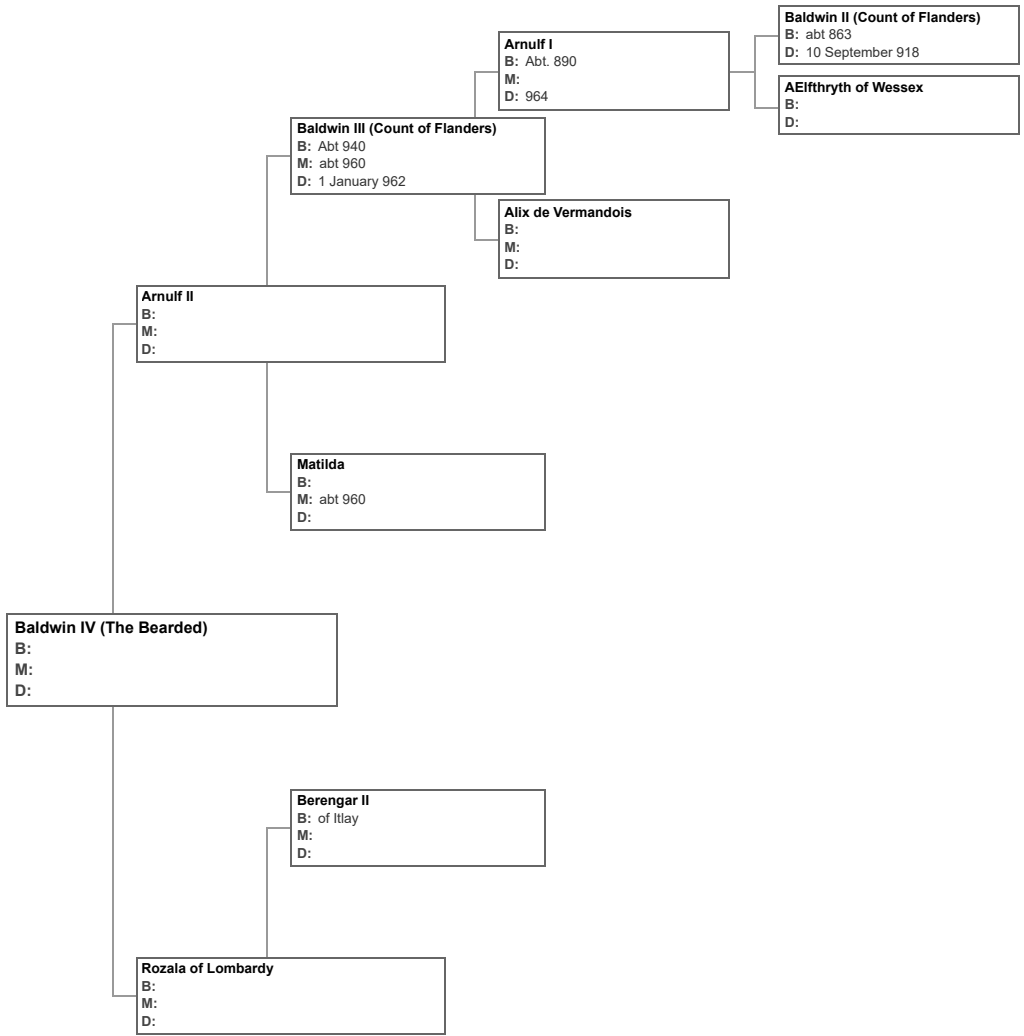 Baldwin II (Count of Flanders)
B: abt 863
D: 10 September 918
Arnulf I
B: Abt. 890
M:
D: 964
AElfthryth of Wessex
B:
D:
Baldwin III (Count of Flanders)
B: Abt 940
M: abt 960
D: 1 January 962
Alix de Vermandois
B:
M:
D:
Arnulf II
B:
M:
D:
Matilda
B:
M: abt 960
D:
Baldwin IV (The Bearded)
B:
M:
D:
Berengar II
B: of Itlay
M:
D:
Rozala of Lombardy
B:
M:
D: